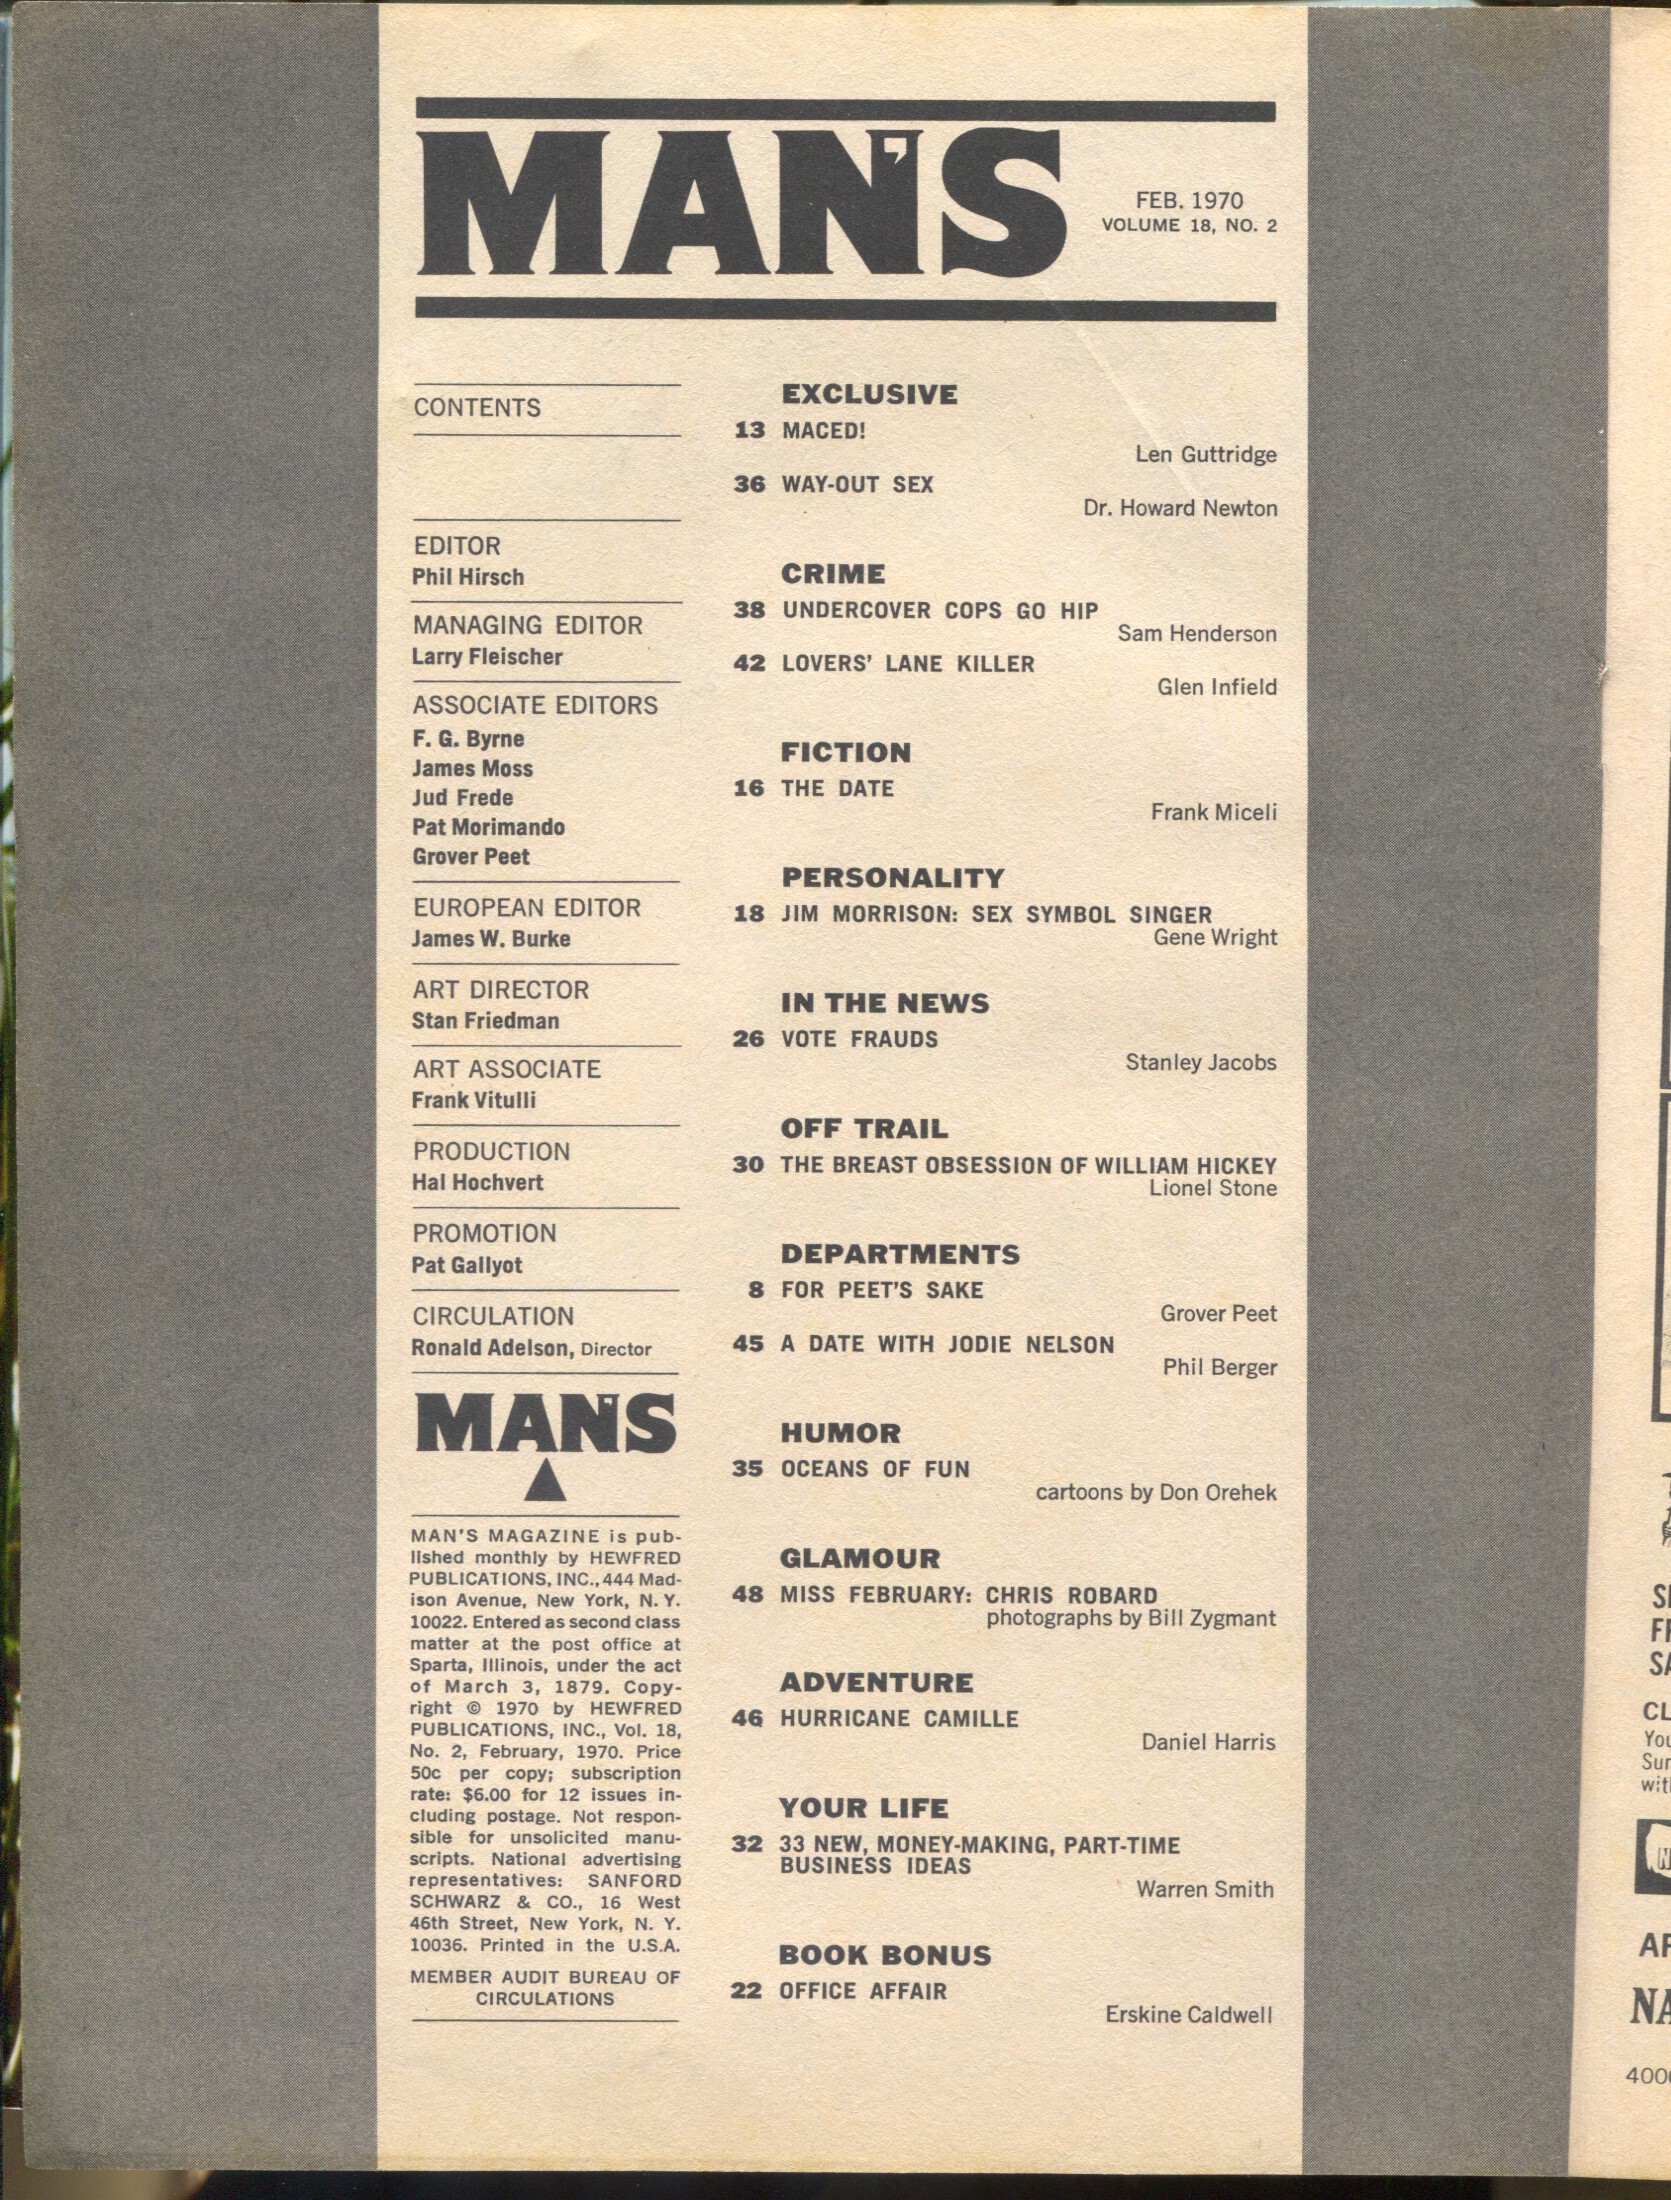 MAN'S
FEB. 1970
VOLUME 18, NO. 2
CONTENTS
EDITOR
Phil Hirsch
MANAGING EDITOR
Larry Fleischer
ASSOCIATE EDITORS
F. G. Byrne
James Moss
Jud Frede
Pat Morimando
Grover Peet
EUROPEAN EDITOR
James W. Burke
ART DIRECTOR
Stan Friedman
ART ASSOCIATE
Frank Vitulli
PRODUCTION
Hal Hochvert
PROMOTION
Pat Gallyot
CIRCULATION
Ronald Adelson, Director
MAN'S
MAN'S MAGAZINE is pub-
lished monthly by HEWFRED
PUBLICATIONS, INC., 444 Mad-
ison Avenue, New York, N. Y.
10022. Entered as second class
matter at the post office at
Sparta, Illinois, under the act
of March 3, 1879. Copy-
right © 1970 by HEWFRED
PUBLICATIONS, INC., Vol. 18,
No. 2, February, 1970. Price
50c per copy; subscription
rate: $6.00 for 12 issues in-
cluding postage. Not respon-
sible for unsolicited manu-
scripts. National advertising
representatives: SANFORD
SCHWARZ & CO., 16 West
46th Street, New York, N. Y.
10036. Printed in the U.S.A.
MEMBER AUDIT BUREAU OF
CIRCULATIONS
EXCLUSIVE
13 MACED!
Len Guttridge
36 WAY-OUT SEX
Dr. Howard Newton
CRIME
38 UNDERCOVER COPS GO HIP
Sam Henderson
42 LOVERS' LANE KILLER
Glen Infield
FICTION
16 THE DATE
Frank Miceli
PERSONALITY
18 JIM MORRISON: SEX SYMBOL SINGER
Gene Wright
IN THE NEWS
26 VOTE FRAUDS
Stanley Jacobs
OFF TRAIL
30 THE BREAST OBSESSION OF WILLIAM HICKEY
Lionel Stone
DEPARTMENTS
8 FOR PEET'S SAKE
Grover Peet
45 A DATE WITH JODIE NELSON
Phil Berger
HUMOR
35 OCEANS OF FUN
cartoons by Don Orehek
GLAMOUR
48 MISS FEBRUARY: CHRIS ROBARD
photographs by Bill Zygmant
ADVENTURE
46 HURRICANE CAMILLE
Daniel Harris
YOUR LIFE
32 33 NEW, MONEY-MAKING, PART-TIME
BUSINESS IDEAS
Warren Smith
BOOK BONUS
22 OFFICE AFFAIR
Erskine Caldwell